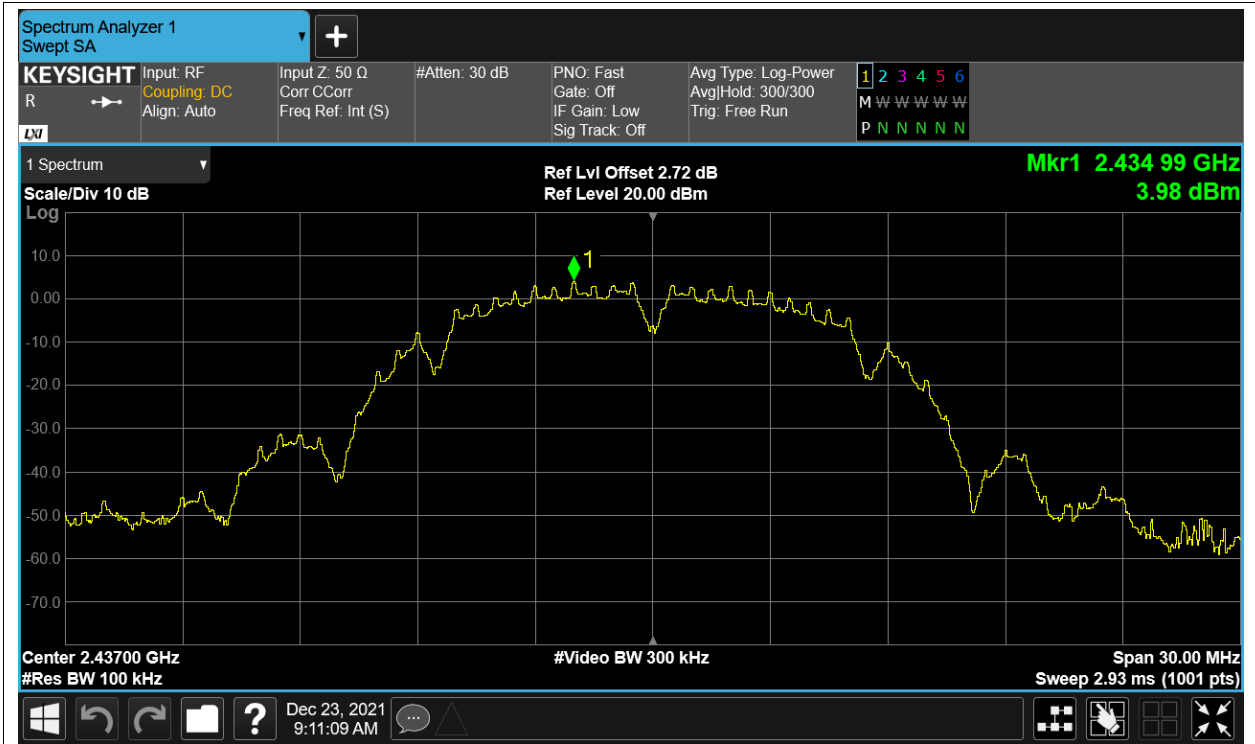 Spectrum Analyzer 1
Swept SA
+
KEYSIGHT
R
LXI
Input: RF
Coupling: DC
Align: Auto
Input Z: 50 Ω
Corr CCorr
Freq Ref: Int (S)
#Atten: 30 dB
PNO: Fast
Gate: Off
IF Gain: Low
Sig Track: Off
Avg Type: Log-Power
Avg|Hold: 300/300
Trig: Free Run
1 2 3 4 5 6
M W W W W W
P N N N N N
1 Spectrum
Scale/Div 10 dB
Log
Ref Lvl Offset 2.72 dB
Ref Level 20.00 dBm
Mkr1 2.434 99 GHz
3.98 dBm
1
10.0
0.00
-10.0
-20.0
-30.0
-40.0
-50.0
-60.0
-70.0
Center 2.43700 GHz
#Res BW 100 kHz
#Video BW 300 kHz
Span 30.00 MHz
Sweep 2.93 ms (1001 pts)
?
Dec 23, 2021
9:11:09 AM